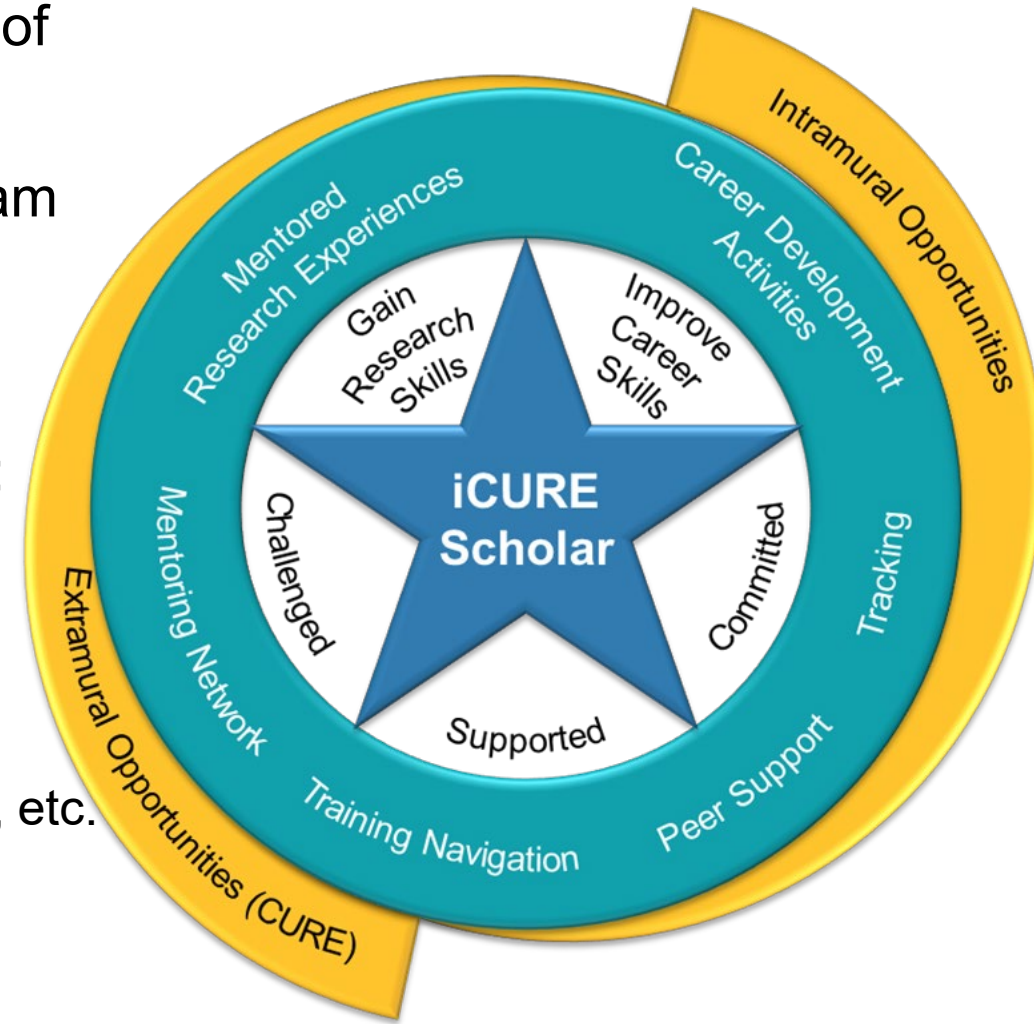 of
am
etc.
Intramural Opportunities
Career Development
Activities
Mentored
Research Experiences
Gain
Research
Skills
Improve
Career
Skills
iCURE
Scholar
Challenged
Committed
Supported
Mentoring Network
Tracking
Training Navigation
Peer Support
Extramural Opportunities (CURE)